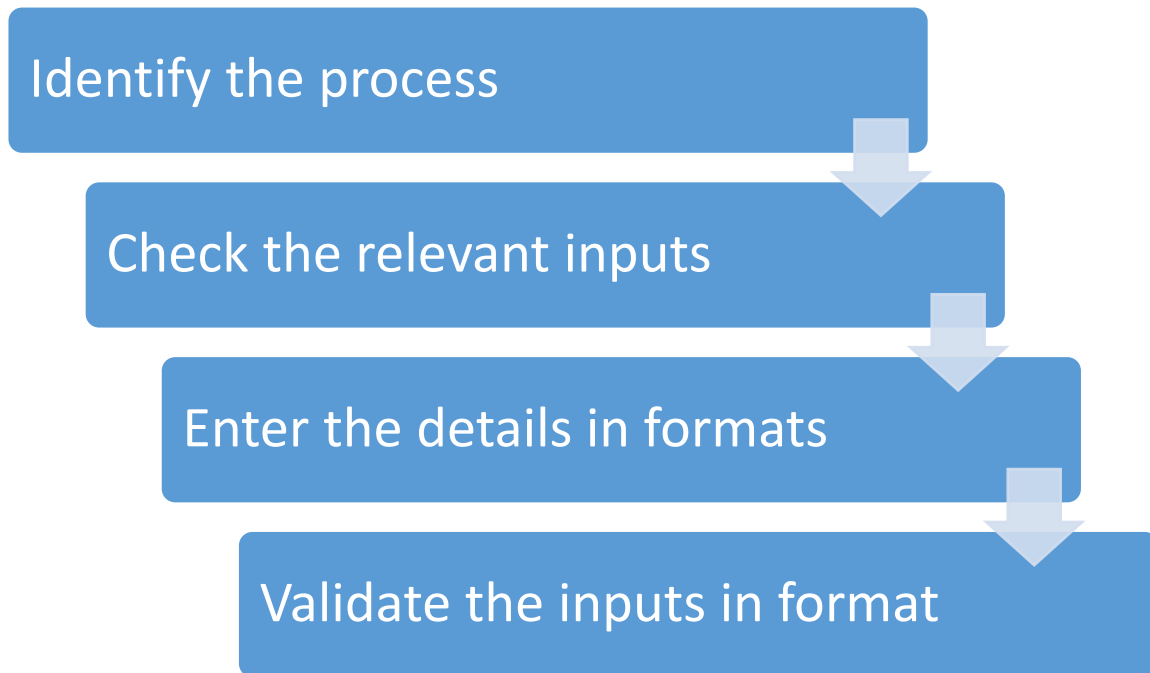 Identify the process
Check the relevant inputs
Enter the details in formats
Validate the inputs in format